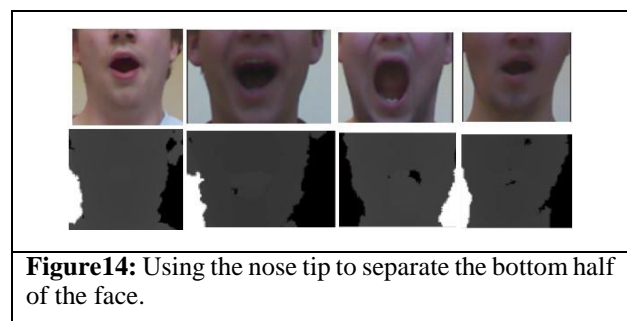 Figure14: Using the nose tip to separate the bottom half
of the face.